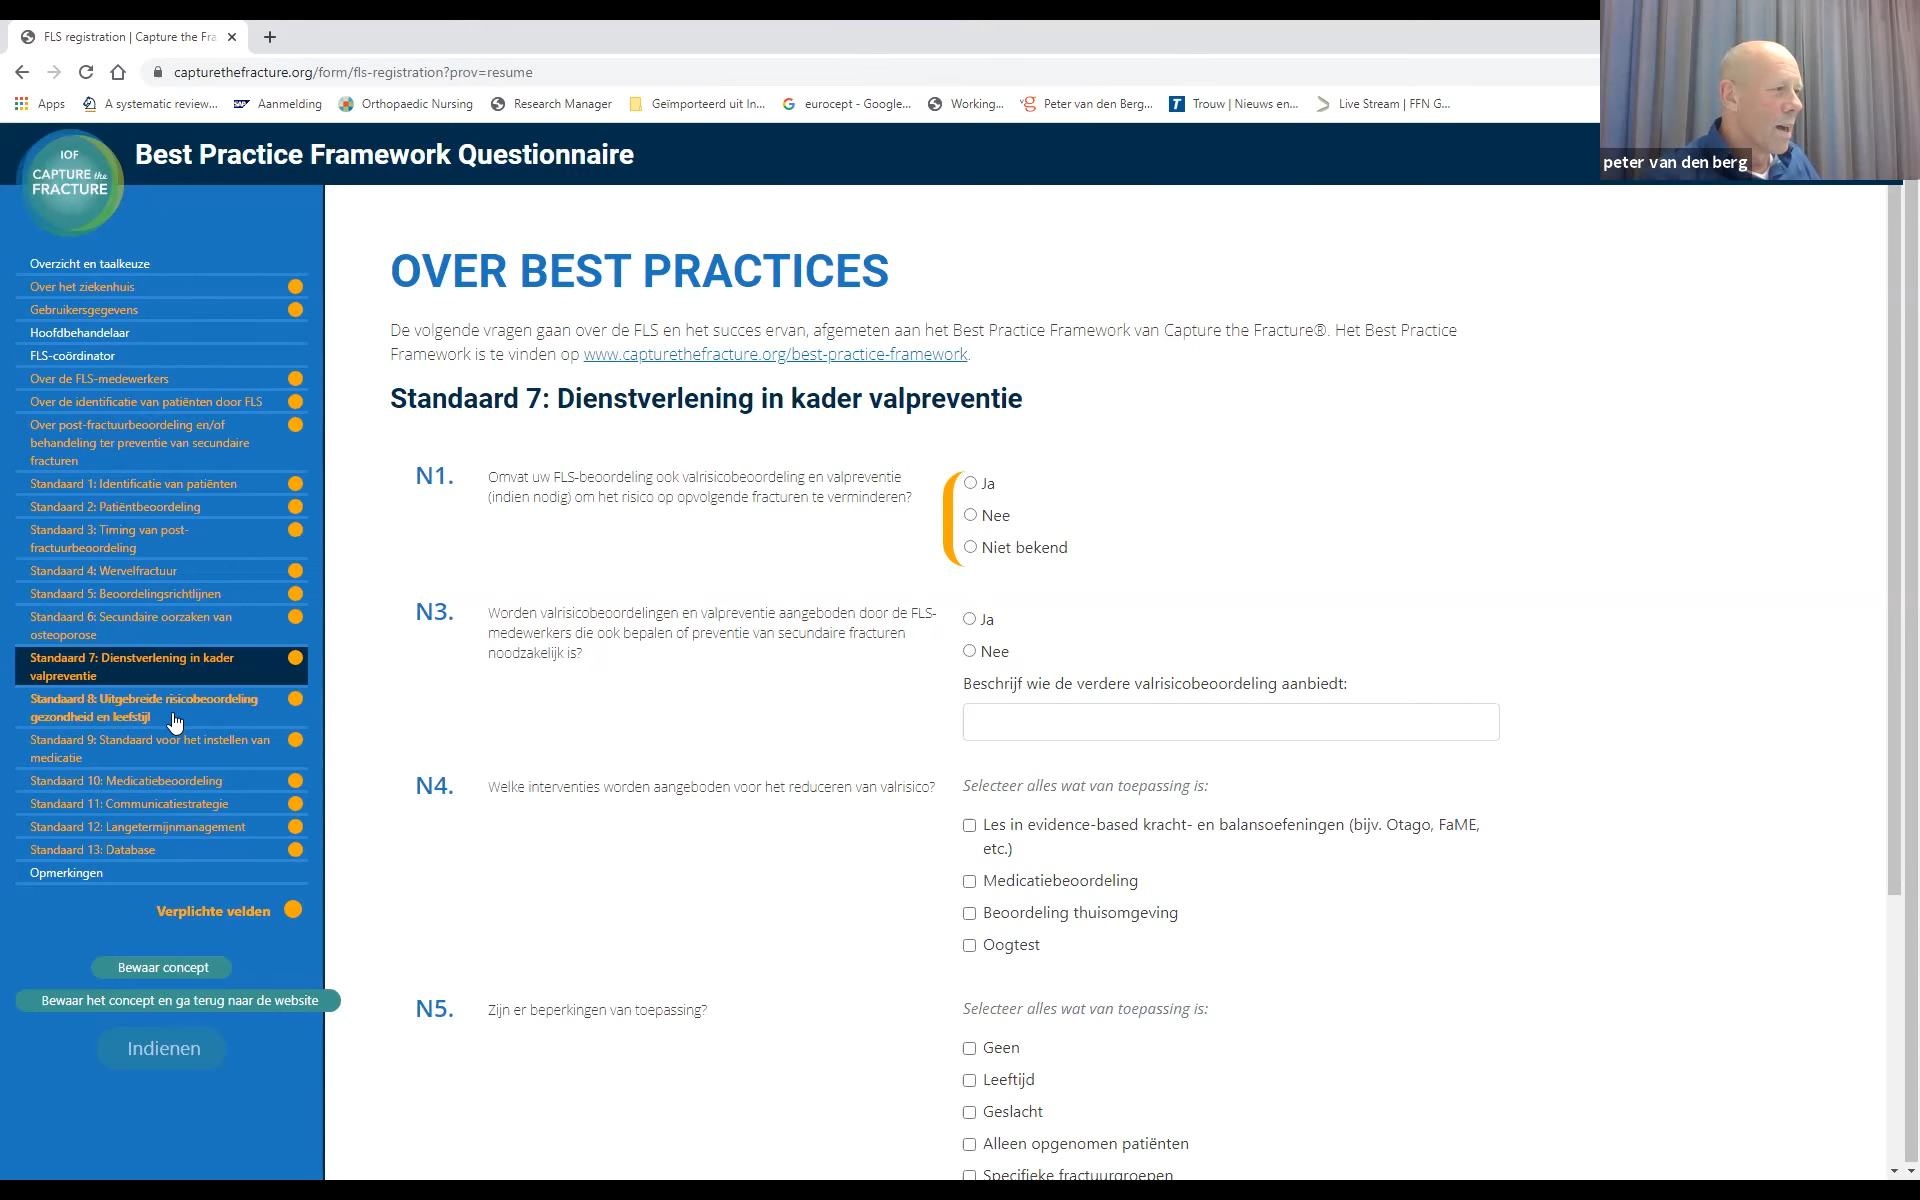 FLS registration | Capture the Fra
capturethefracture.org/form/fls-registration?prov=resume
Apps
A systematic review...
Aanmelding
Orthopaedic Nursing
Research Manager
Geïmporteerd uit In...
eurocept - Google...
Working...
Peter van den Berg...
Trouw | Nieuws en...
Live Stream | FFN G...
peter van den berg
IOF
CAPTURE the
FRACTURE
Best Practice Framework Questionnaire
Overzicht en taalkeuze
Over het ziekenhuis
Gebruikersgegevens
Hoofdbehandelaar
FLS-coördinator
Over de FLS-medewerkers
Over de identificatie van patiënten door FLS
Over post-fractuurbeoordeling en/of
behandeling ter preventie van secundaire
fracturen
Standaard 1: Identificatie van patiënten
Standaard 2: Patiëntbeoordeling
Standaard 3: Timing van post-
fractuurbeoordeling
Standaard 4: Wervelfractuur
Standaard 5: Beoordelingsrichtlijnen
Standaard 6: Secundaire oorzaken van
osteoporose
Standaard 7: Dienstverlening in kader
valpreventie
Standaard 8: Uitgebreide risicobeoordeling
gezondheid en leefstijl
Standaard 9: Standaard voor het instellen van
medicatie
Standaard 10: Medicatiebeoordeling
Standaard 11: Communicatiestrategie
Standaard 12: Langetermijnmanagement
Standaard 13: Database
Opmerkingen
Verplichte velden
Bewaar concept
Bewaar het concept en ga terug naar de website
Indienen
OVER BEST PRACTICES
De volgende vragen gaan over de FLS en het succes ervan, afgemeten aan het Best Practice Framework van Capture the Fracture®. Het Best Practice
Framework is te vinden op www.capturethefracture.org/best-practice-framework.
Standaard 7: Dienstverlening in kader valpreventie
N1. Omvat uw FLS-beoordeling ook valrisicobeoordeling en valpreventie
(indien nodig) om het risico op opvolgende fracturen te verminderen?
Ja
Nee
Niet bekend
N3. Worden valrisicobeoordelingen en valpreventie aangeboden door de FLS-
medewerkers die ook bepalen of preventie van secundaire fracturen
noodzakelijk is?
Ja
Nee
Beschrijf wie de verdere valrisicobeoordeling aanbiedt:
N4. Welke interventies worden aangeboden voor het reduceren van valrisico?
Selecteer alles wat van toepassing is:
Les in evidence-based kracht- en balansoefeningen (bijv. Otago, FaME,
etc.)
Medicatiebeoordeling
Beoordeling thuisomgeving
Oogtest
N5. Zijn er beperkingen van toepassing?
Selecteer alles wat van toepassing is:
Geen
Leeftijd
Geslacht
Alleen opgenomen patiënten
Specifieke fractuurgroepen